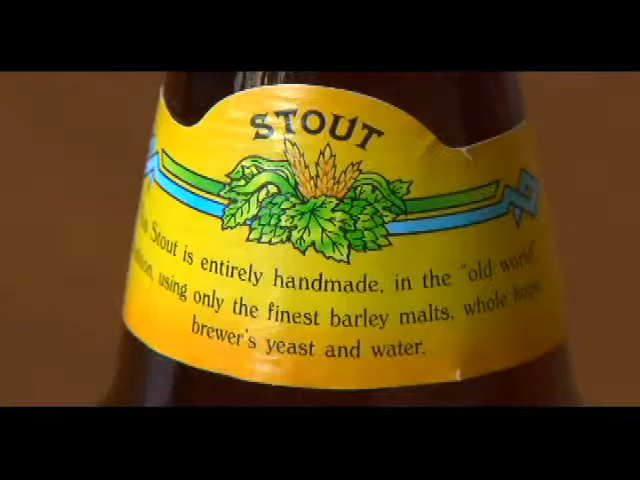 STOUT
Stout is entirely handmade, in the "old world"
using only the finest barley malts, whole hops,
brewer's yeast and water.